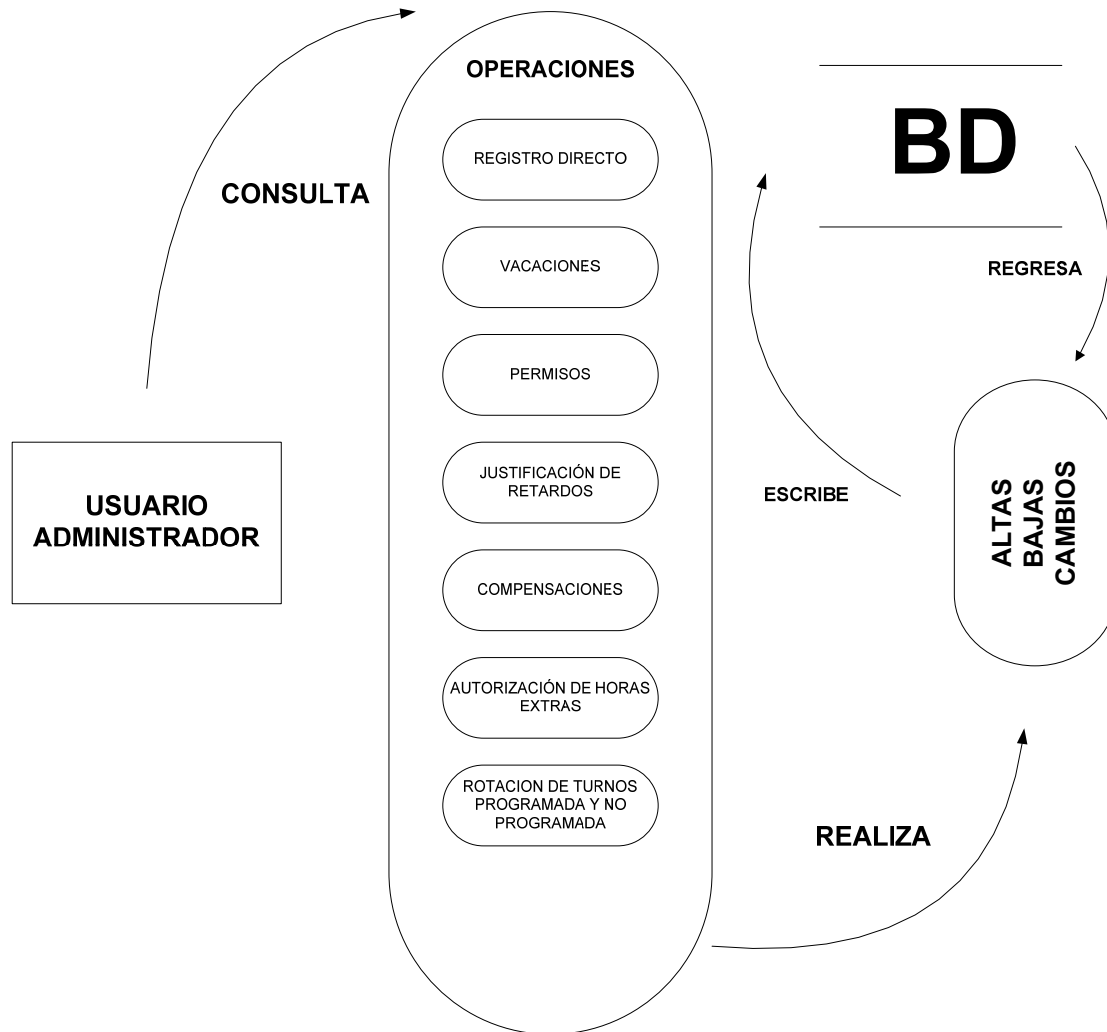 OPERACIONES
REGISTRO DIRECTO
VACACIONES
PERMISOS
JUSTIFICACIÓN DE
RETARDOS
COMPENSACIONES
AUTORIZACIÓN DE HORAS
EXTRAS
ROTACION DE TURNOS
PROGRAMADA Y NO
PROGRAMADA
CONSULTA
USUARIO
ADMINISTRADOR
BD
REGRESA
ESCRIBE
ALTAS
BAJAS
CAMBIOS
REALIZA